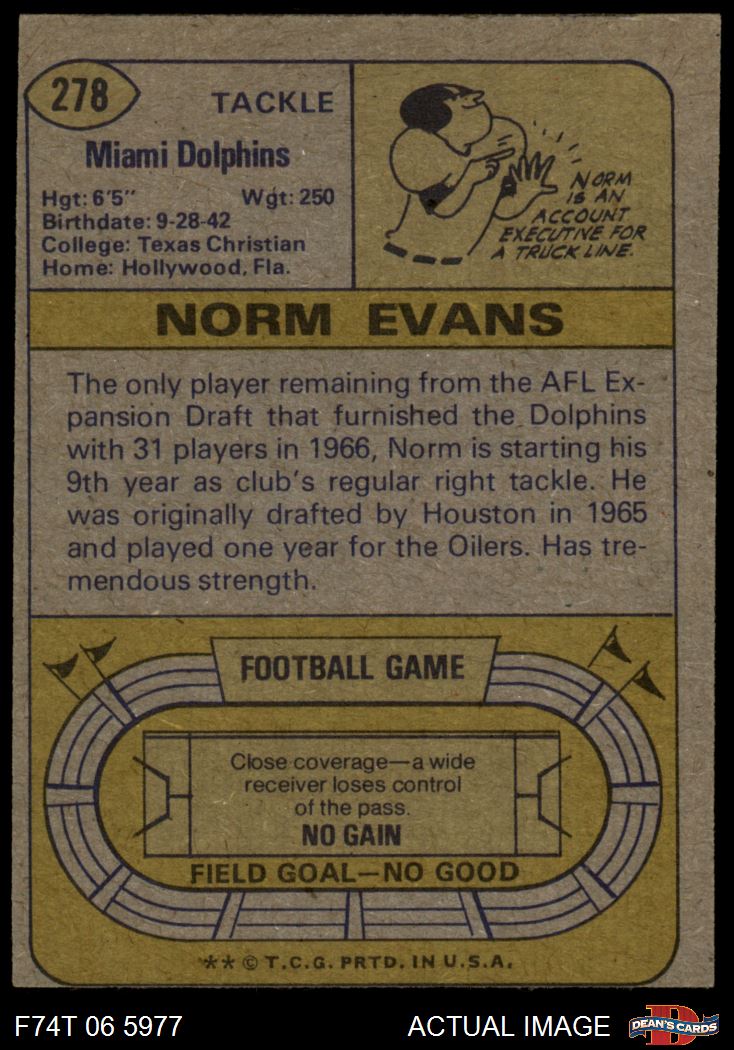 278
TACKLE
Miami Dolphins
Hgt: 6'5" Wgt: 250
Birthdate: 9-28-42
College: Texas Christian
Home: Hollywood, Fla.
NORM
IS AN
ACCOUNT
EXECUTIVE FOR
A TRUCK LINE.
NORM EVANS
The only player remaining from the AFL Ex-
pansion Draft that furnished the Dolphins
with 31 players in 1966, Norm is starting his
9th year as club's regular right tackle. He
was originally drafted by Houston in 1965
and played one year for the Oilers. Has tre-
mendous strength.
FOOTBALL GAME
Close coverage—a wide
receiver loses control
of the pass.
NO GAIN
FIELD GOAL—NO GOOD
** © T.C.G. PRTD. IN U.S.A.
F74T 06 5977
ACTUAL IMAGE
DEAN'S CARDS